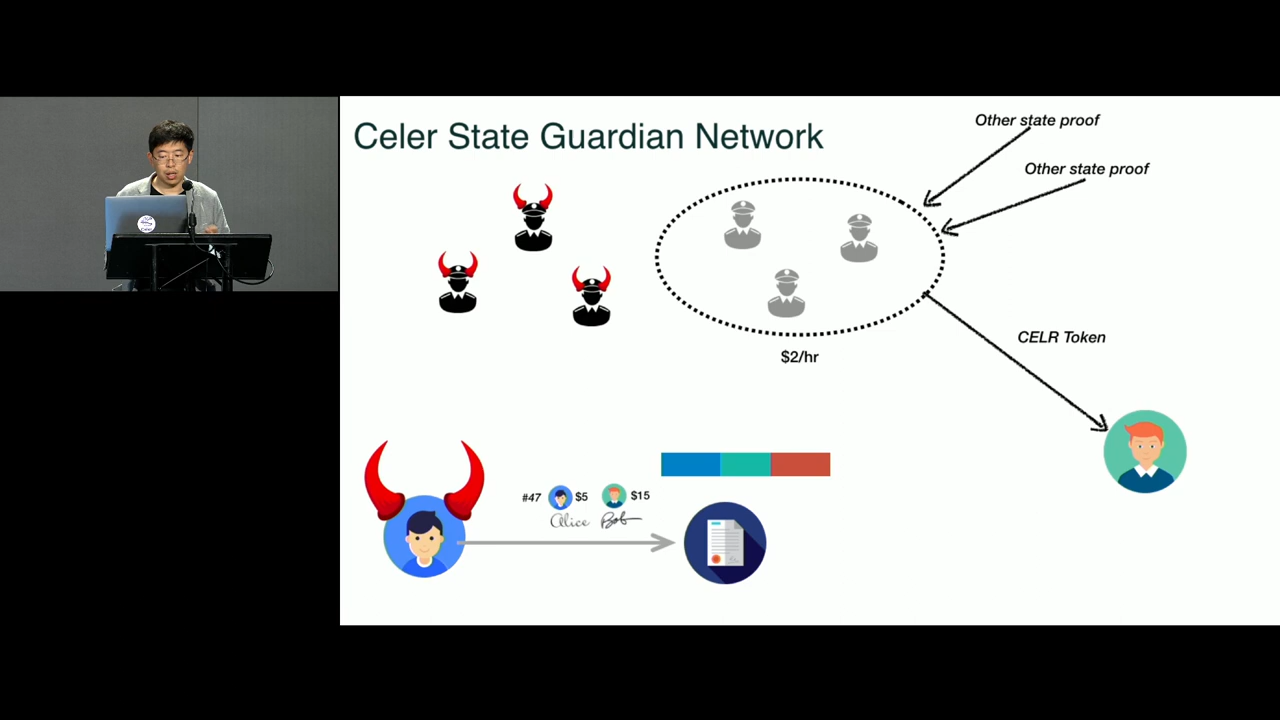 Celer State Guardian Network
Other state proof
Other state proof
$2/hr
CELR Token
#47 $5 $15
Alice Bob